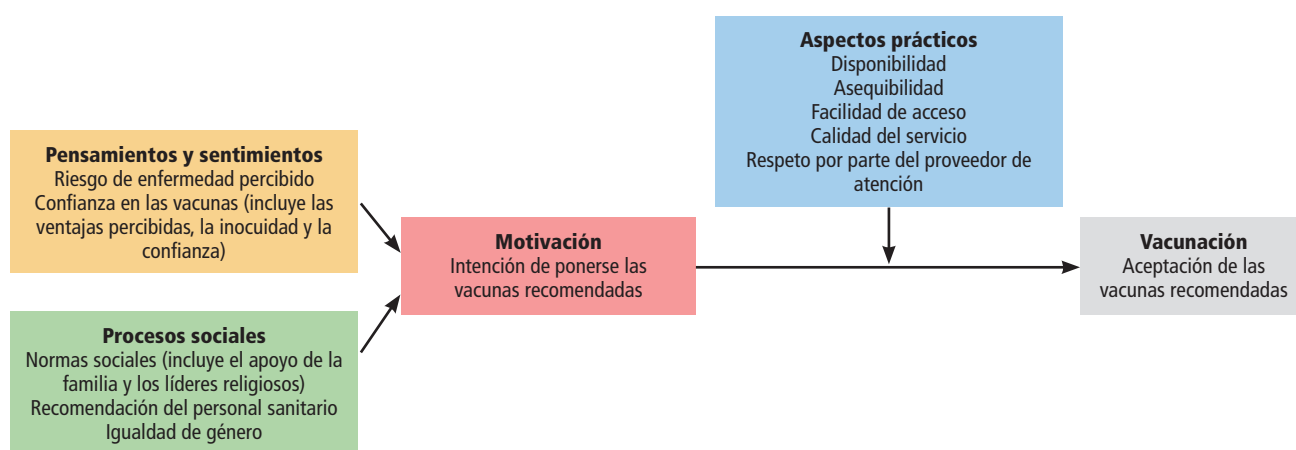 Aspectos prácticos
Disponibilidad
Asequibilidad
Facilidad de acceso
Calidad del servicio
Respeto por parte del proveedor de
atención
Pensamientos y sentimientos
Riesgo de enfermedad percibido
Confianza en las vacunas (incluye las
ventajas percibidas, la inocuidad y la
confianza)
Motivación
Intención de ponerse las
vacunas recomendadas
Vacunación
Aceptación de las
vacunas recomendadas
Procesos sociales
Normas sociales (incluye el apoyo de la
familia y los líderes religiosos)
Recomendación del personal sanitario
Igualdad de género